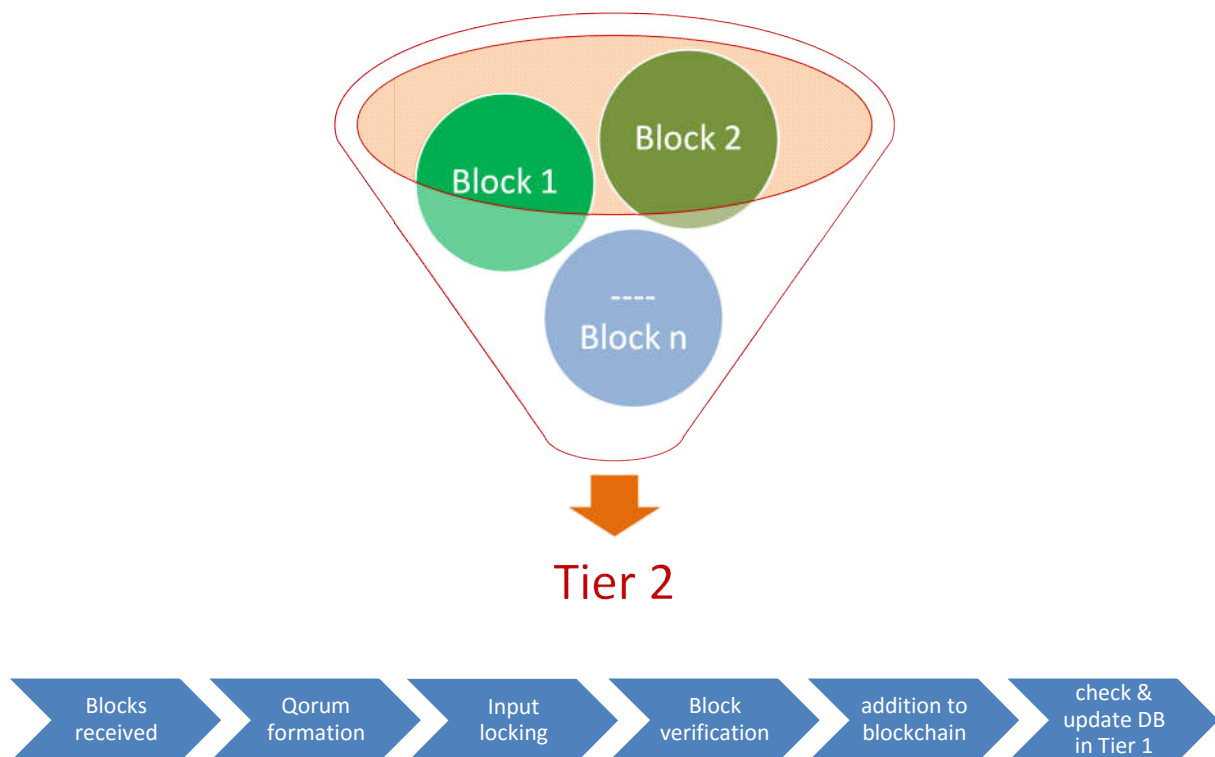 Block 1
Block 2
----
Block n
Tier 2
Blocks
received
Qorum
formation
Input
locking
Block
verification
addition to
blockchain
check &
update DB
in Tier 1